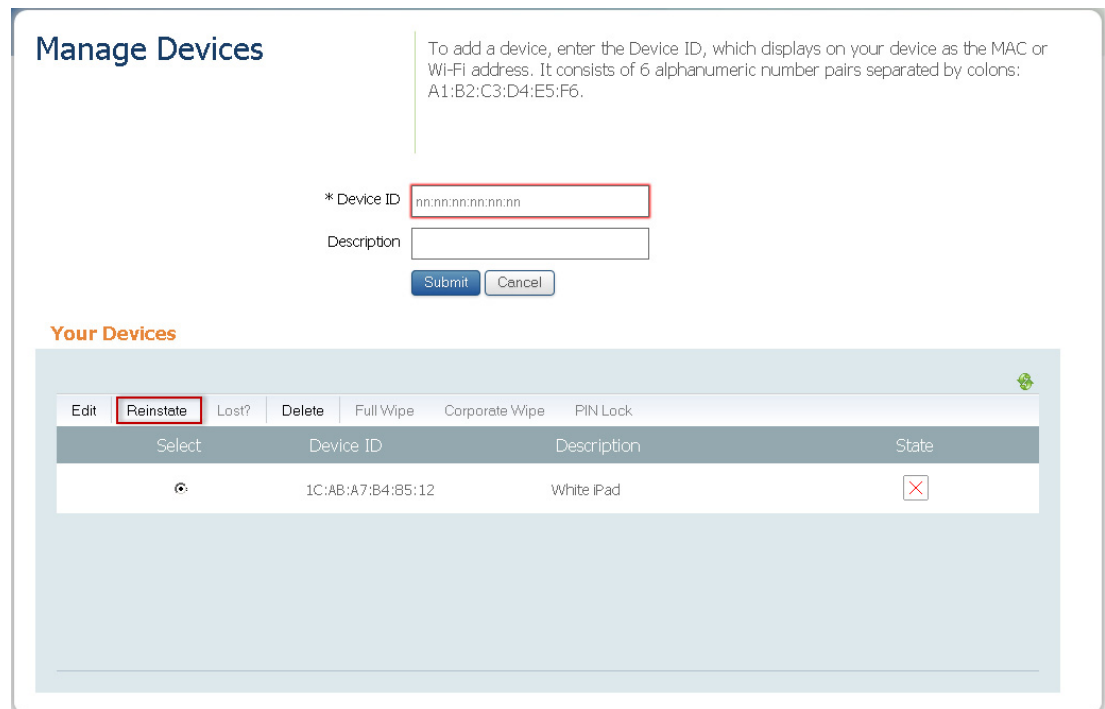 Manage Devices
To add a device, enter the Device ID, which displays on your device as the MAC or
Wi-Fi address. It consists of 6 alphanumeric number pairs separated by colons:
A1:B2:C3:D4:E5:F6.
* Device ID nn:nn:nn:nn:nn:nn
Description
Submit Cancel
Your Devices
Edit Reinstate Lost? Delete Full Wipe Corporate Wipe PIN Lock
Select Device ID Description State
1C:AB:A7:B4:85:12 White iPad